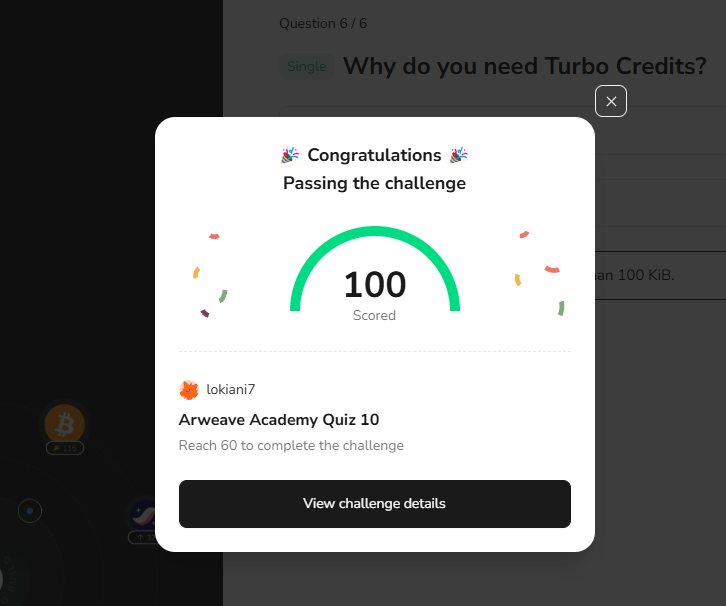 Question 6 / 6
Single Why do you need Turbo Credits?
Congratulations
Passing the challenge
100
Scored
an 100 KiB.
lokiani7
Arweave Academy Quiz 10
Reach 60 to complete the challenge
View challenge details
115